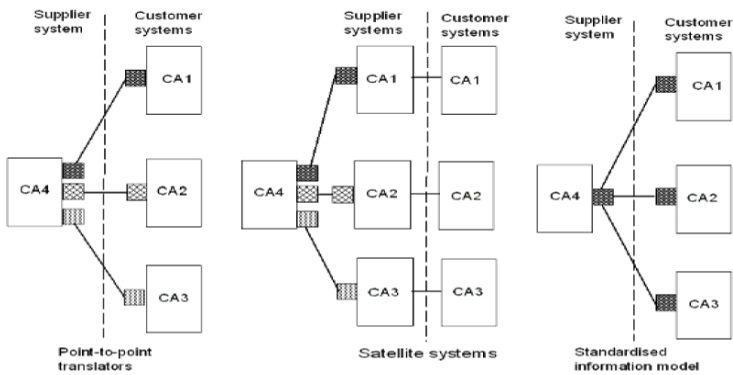 Supplier
system
Customer
systems
CA1
CA4
CA2
CA3
Point-to-point
translators
Supplier
systems
Customer
systems
CA1
CA1
CA4
CA2
CA2
CA3
CA3
Satellite systems
Supplier
system
Customer
systems
CA1
CA4
CA2
CA3
Standardised
information model